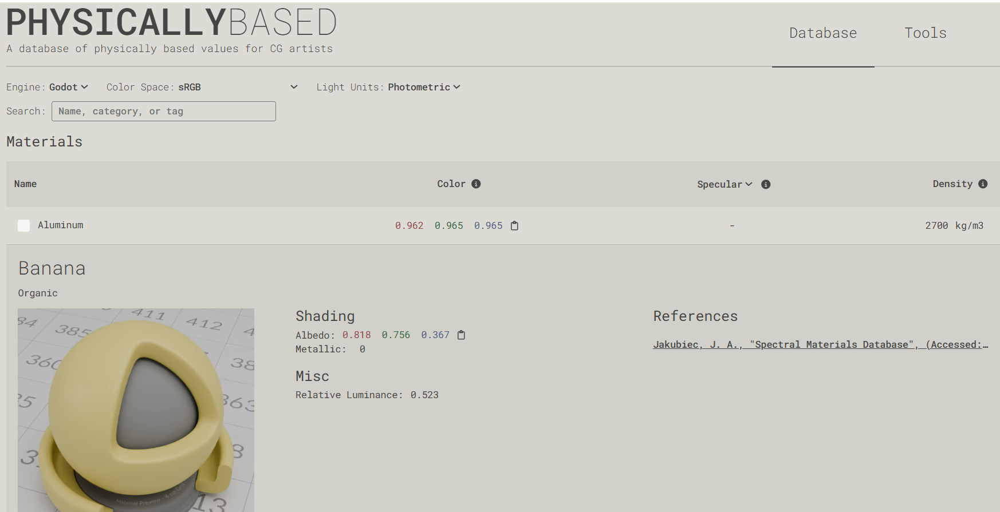 PHYSICALLYBASED
A database of physically based values for CG artists
Database Tools
Engine: Godot Color Space: sRGB Light Units: Photometric
Search: Name, category, or tag
Materials
Name Color Specular Density
Aluminum 0.962 0.965 0.965 - 2700 kg/m3
Banana
Organic
84 385 411 412 4
360 38
35 363
3 8
13
Material Preview - 4 cm
Shading
Albedo: 0.818 0.756 0.367
Metallic: 0
Misc
Relative Luminance: 0.523
References
Jakubiec, J. A., "Spectral Materials Database", (Accessed:…